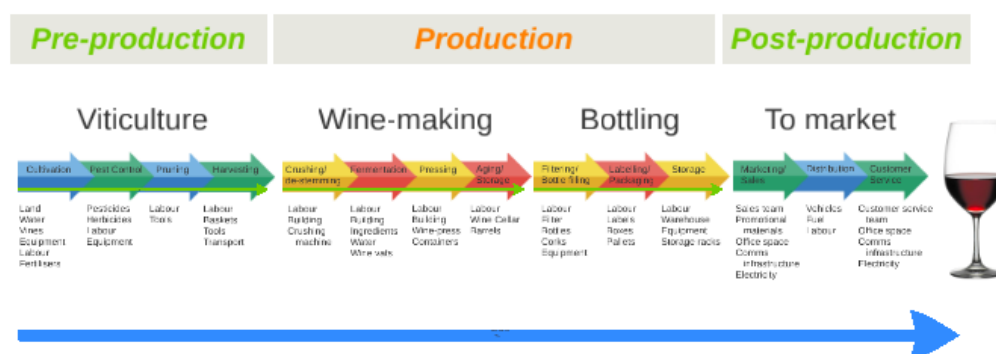 Pre-production
Production
Post-production
Viticulture
Wine-making
Bottling
To market
Cultivation
Pest Control
Pruning
Harvesting
Crushing/
de-stemming
Fermentation
Pressing
Aging/
Storage
Filtering/
Bottle filling
Labeling/
Packaging
Storage
Marketing/
Sales
Distribution
Customer
Service
Land
Water
Vines
Equipment
Labour
Fertilisers
Pesticides
Herbicides
Labour
Equipment
Labour
Tools
Labour
Baskets
Tools
Transport
Labour
Building
Crushing
machine
Labour
Building
Ingredients
Water
Wine vats
Labour
Building
Wine-press
Containers
Labour
Wine Cellar
Barrels
Labour
Filter
Bottles
Corks
Equipment
Labour
Labels
Boxes
Pallets
Labour
Warehouse
Equipment
Storage racks
Sales team
Promotional
materials
Office space
Comms
infrastructure
Electricity
Vehicles
Fuel
Labour
Customer service
team
Office space
Comms
infrastructure
Electricity